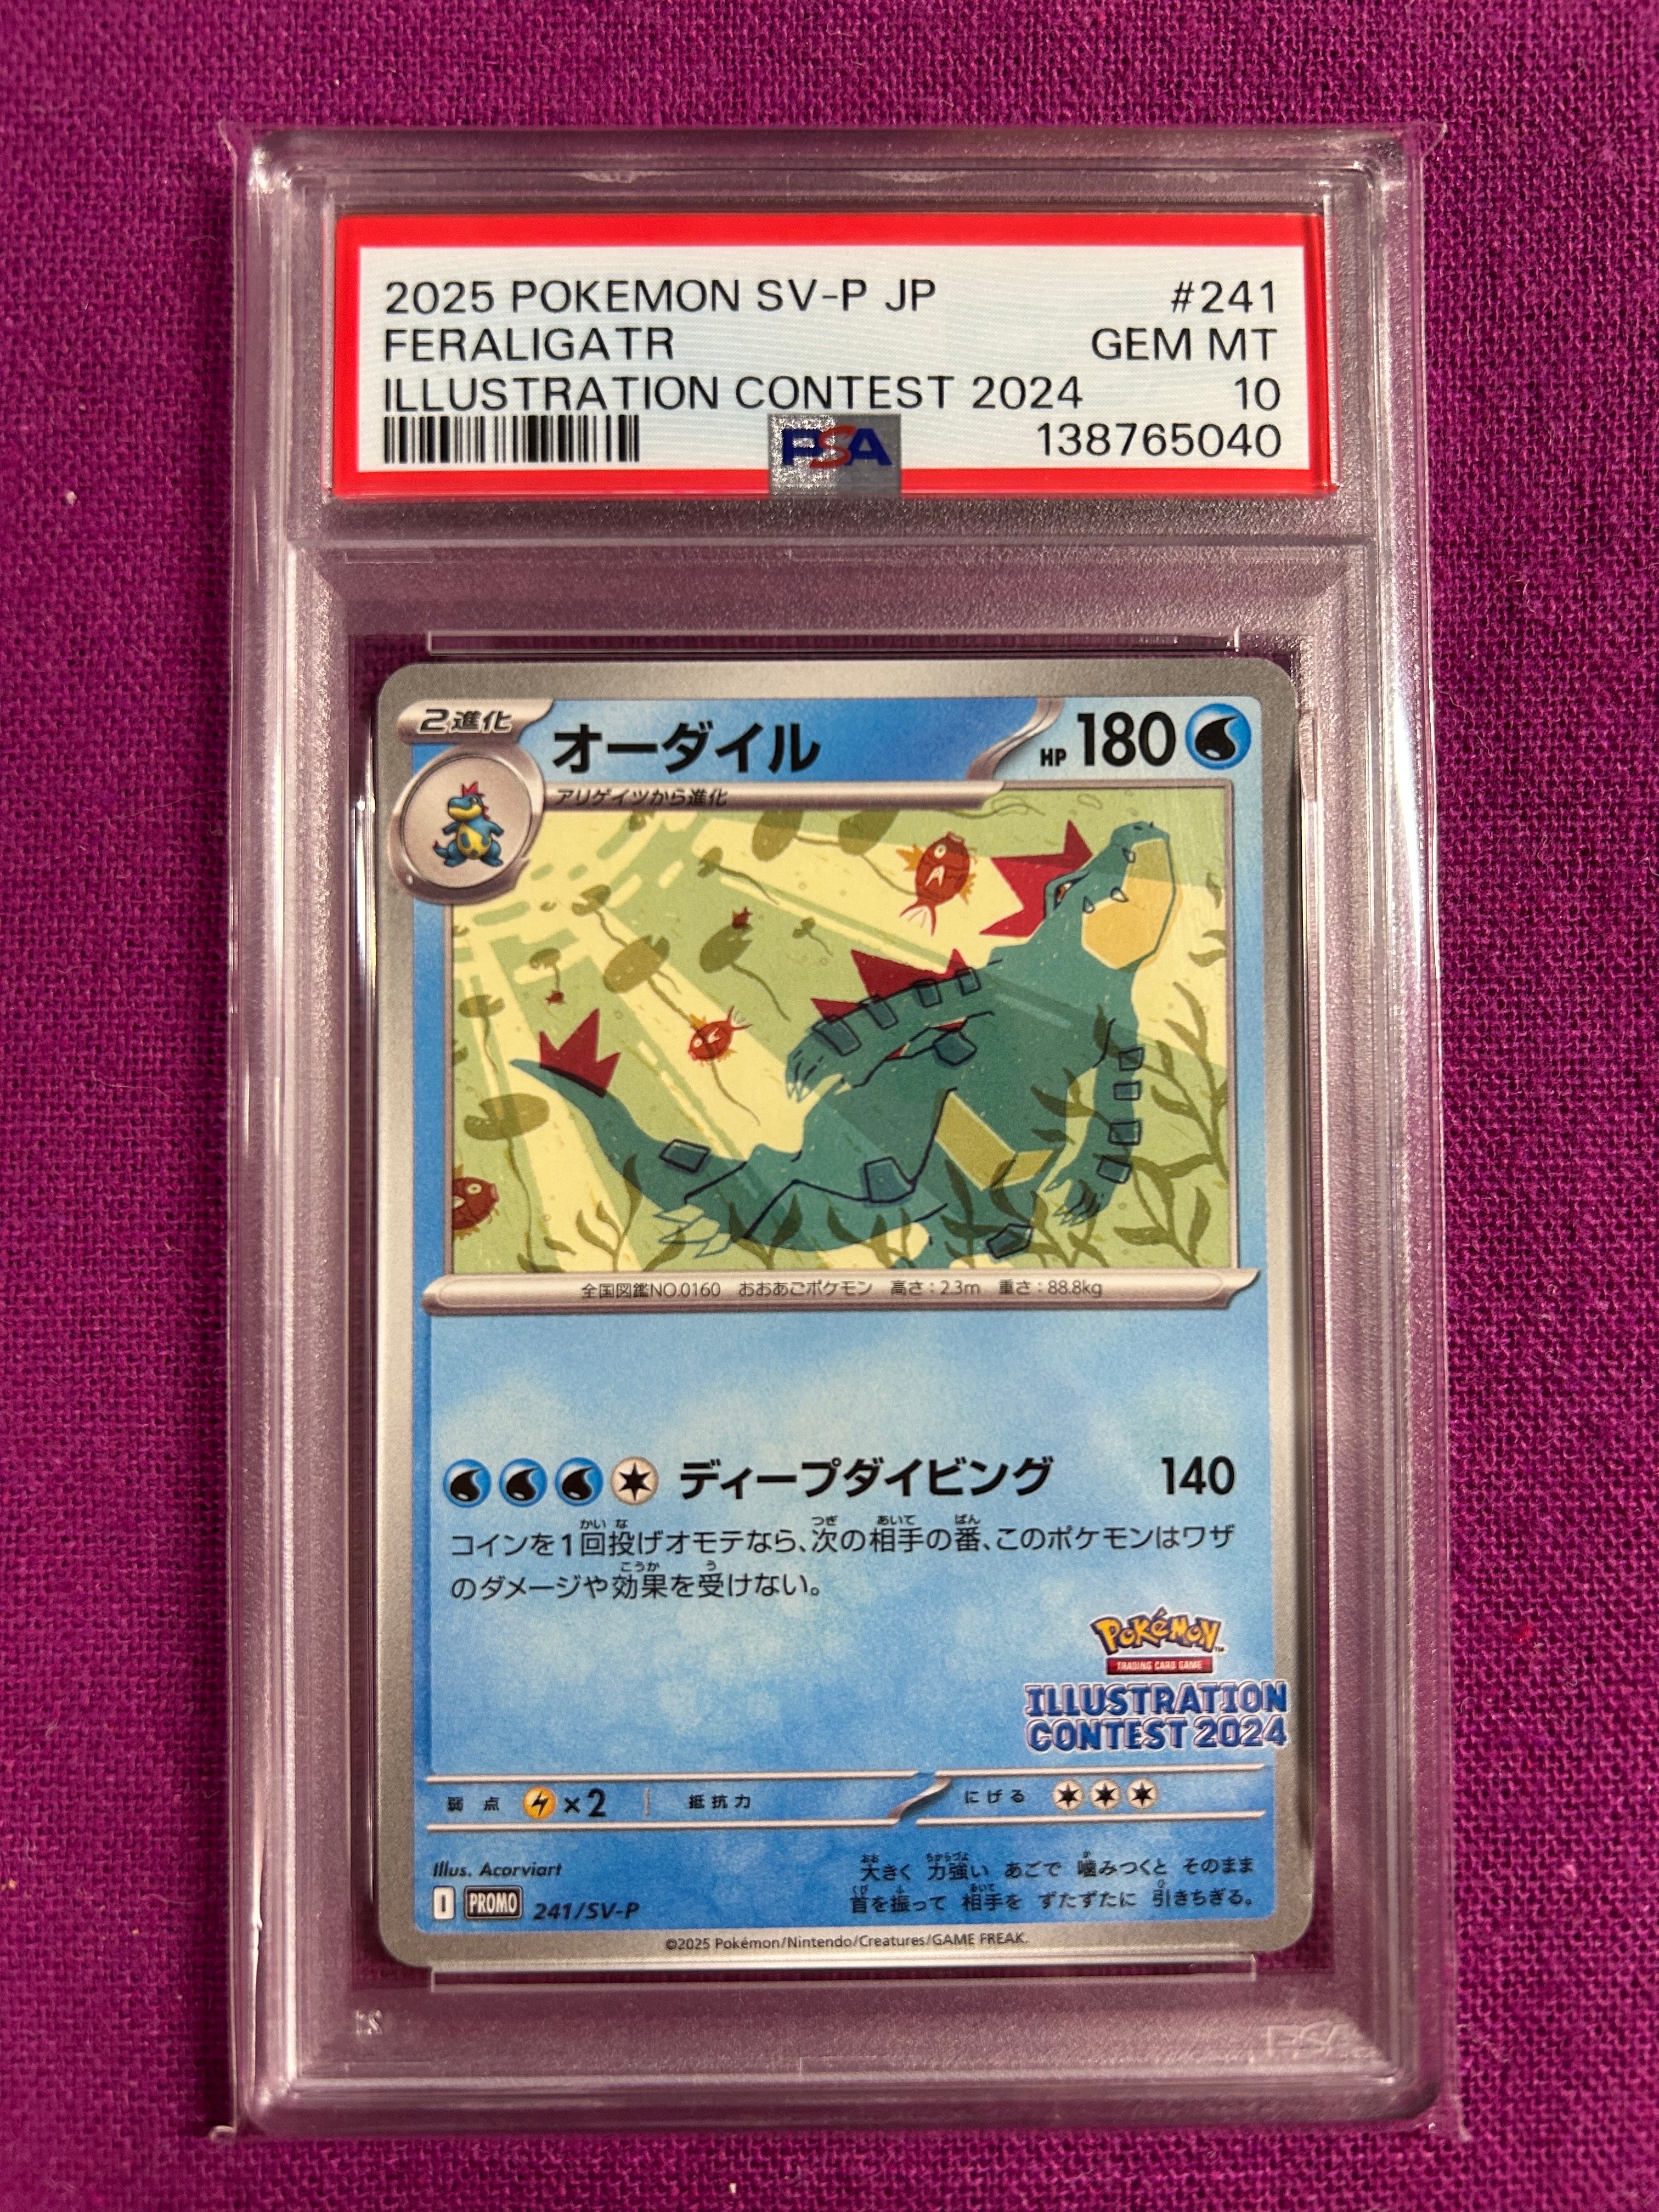 2025 POKEMON SV-P JP #241
FERALIGATR GEM MT
ILLUSTRATION CONTEST 2024 10
PSA 138765040
2進化 オーダイル HP 180
アリゲイツから進化
全国図鑑NO.0160 おおあごポケモン 高さ:2.3m 重さ:88.8kg
ディープダイビング 140
コインを1回投げオモテなら、次の相手の番、このポケモンはワザ
のダメージや効果を受けない。
Pokémon
TRADING CARD GAME
ILLUSTRATION
CONTEST 2024
弱点 ×2 抵抗力 にげる
Illus. Acorviart
大きく 力強い あごで 噛みつくと そのまま
首を振って 相手を ずたずたに 引きちぎる。
I PROMO 241/SV-P
©2025 Pokémon/Nintendo/Creatures/GAME FREAK.
PSA